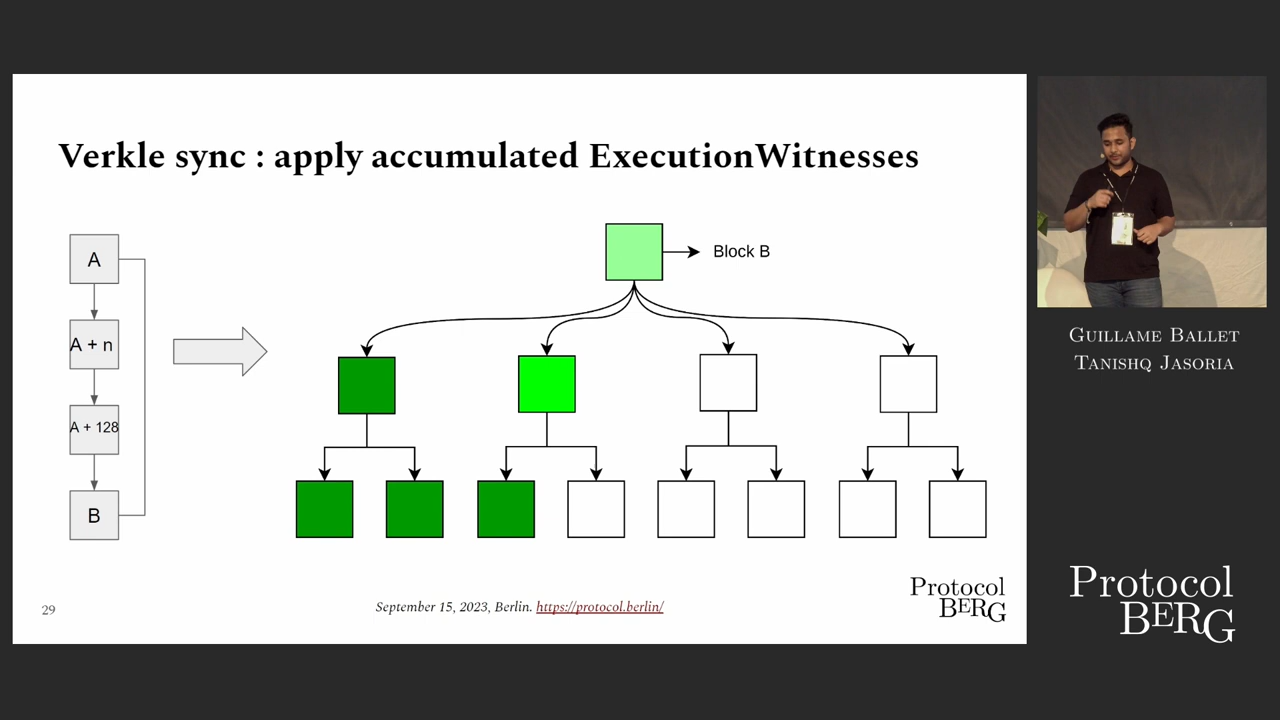 Verkle sync : apply accumulated ExecutionWitnesses
A
A + n
A + 128
B
Block B
29
September 15, 2023, Berlin. https://protocol.berlin/
Protocol
BERG
Guillame Ballet
Tanishq Jasoria
Protocol
BERG